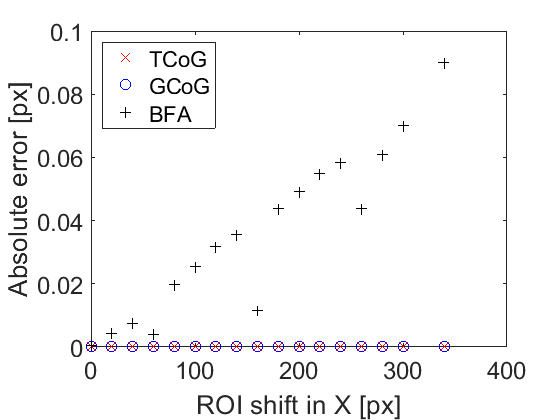 0.1
TCoG
GCoG
BFA
0.08
0.06
0.04
0.02
0
0 100 200 300 400
Absolute error [px]
ROI shift in X [px]